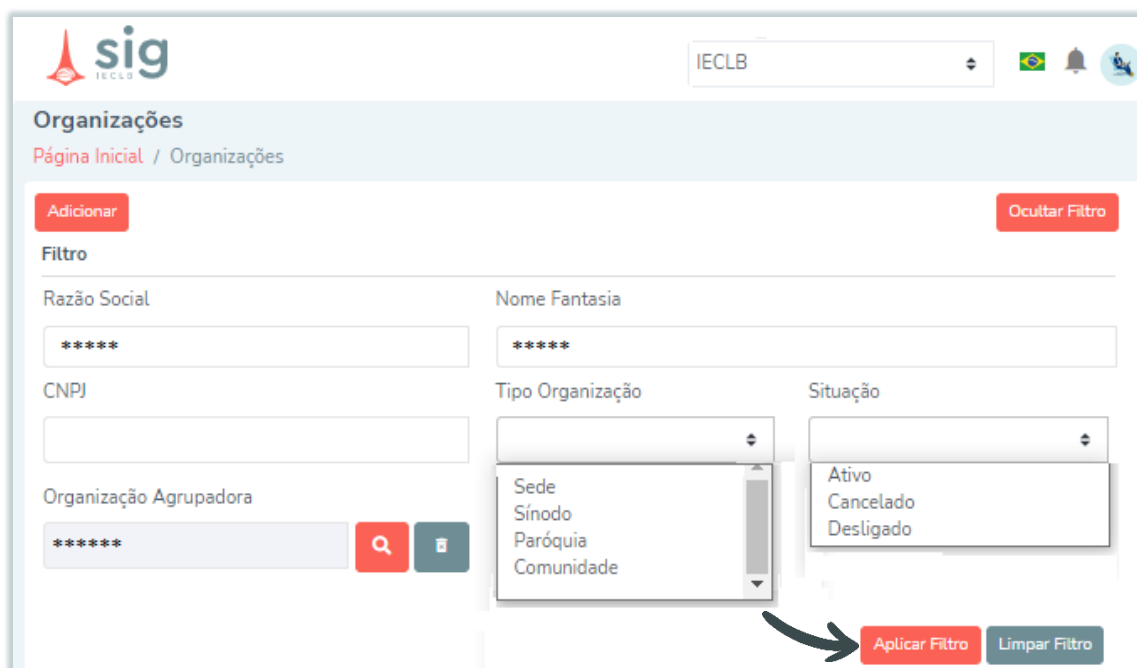 sig
IECLB
IECLB
Organizações
Página Inicial / Organizações
Adicionar
Ocultar Filtro
Filtro
Razão Social
Nome Fantasia
*****
*****
CNPJ
Tipo Organização
Situação
Sede
Sínodo
Paróquia
Comunidade
Ativo
Cancelado
Desligado
Organização Agrupadora
******
Aplicar Filtro
Limpar Filtro